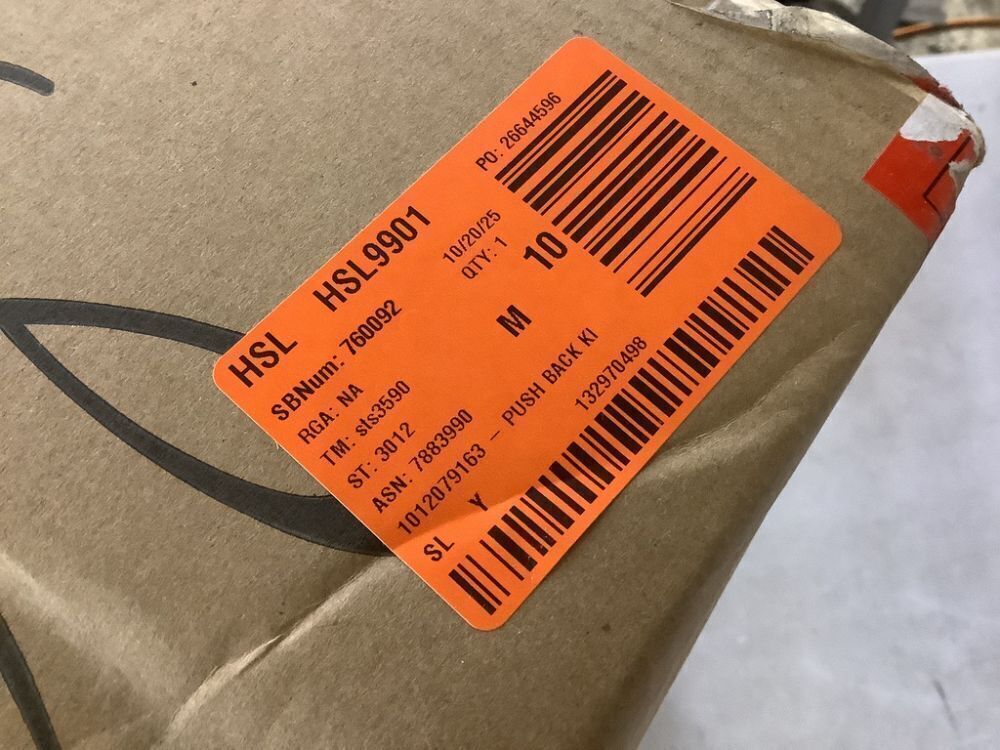 HSL HSL9901
SBNum: 760092
10/20/25
PO: 26644596
RGA: NA
QTY: 1
TM: sts3590
M 10
ST: 3012
ASN: 7883990
1012079163 – PUSH BACK KI
SL Y 132970498